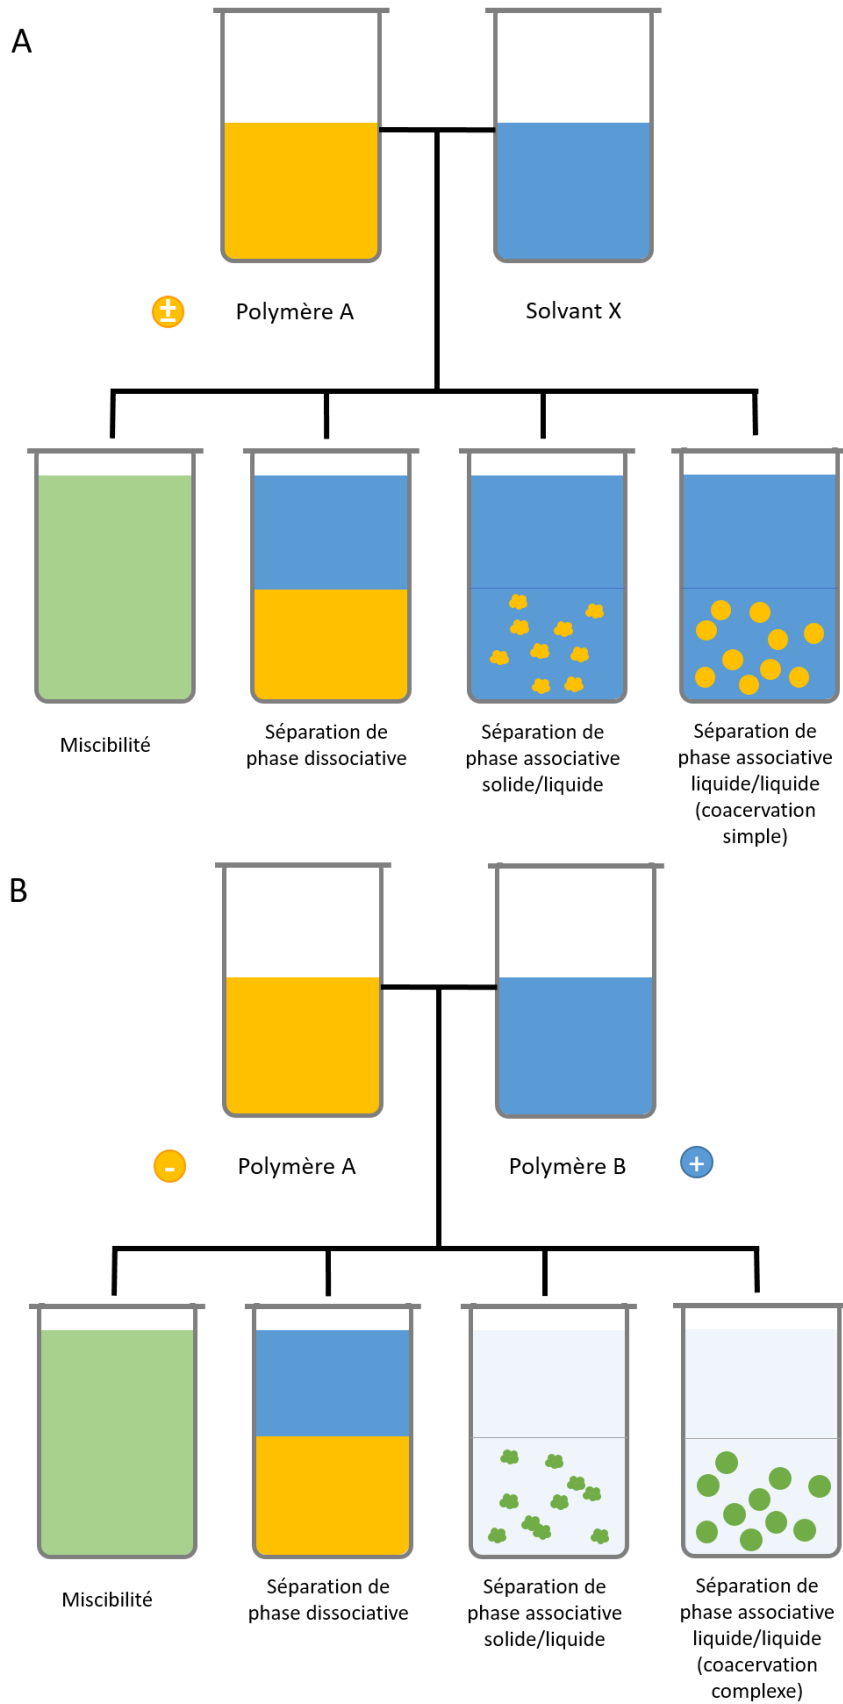 A
±
Polymère A
Solvant X
Miscibilité
Séparation de
phase dissociative
Séparation de
phase associative
solide/liquide
Séparation de
phase associative
liquide/liquide
(coacervation
simple)
B
-
Polymère A
Polymère B
+
Miscibilité
Séparation de
phase dissociative
Séparation de
phase associative
solide/liquide
Séparation de
phase associative
liquide/liquide
(coacervation
complexe)